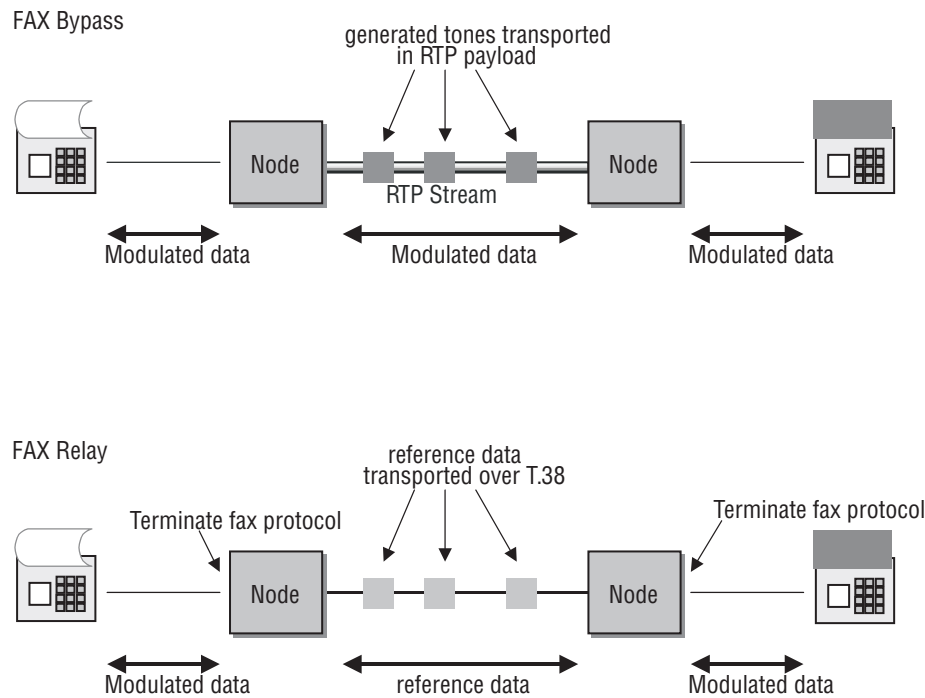 FAX Bypass
generated tones transported
in RTP payload
Node
Node
RTP Stream
Modulated data
Modulated data
Modulated data
FAX Relay
reference data
transported over T.38
Terminate fax protocol
Terminate fax protocol
Node
Node
Modulated data
reference data
Modulated data